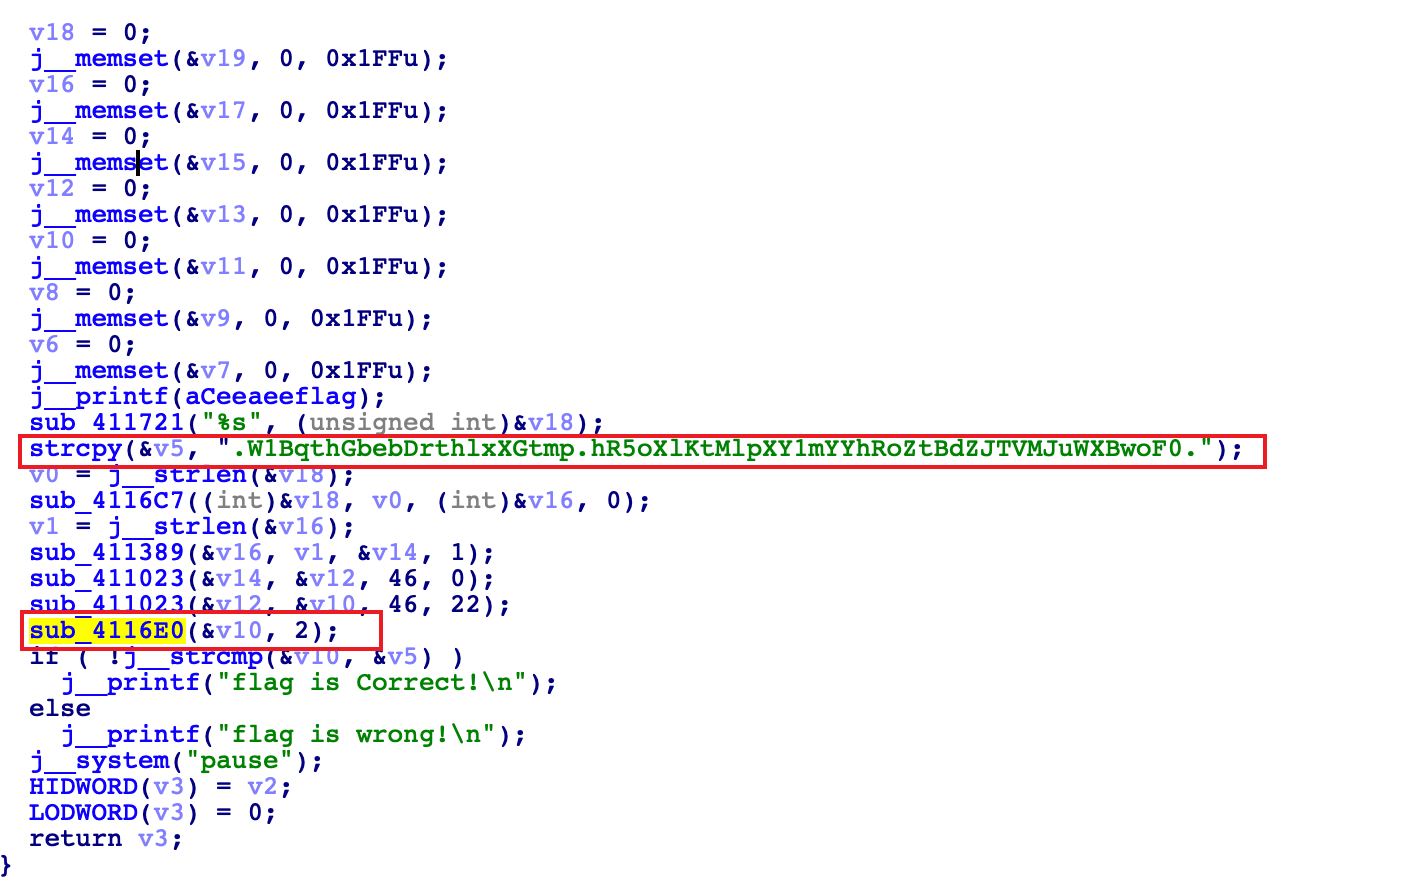 v18 = 0;
j__memset(&v19, 0, 0x1FFu);
v16 = 0;
j__memset(&v17, 0, 0x1FFu);
v14 = 0;
j__memset(&v15, 0, 0x1FFu);
v12 = 0;
j__memset(&v13, 0, 0x1FFu);
v10 = 0;
j__memset(&v11, 0, 0x1FFu);
v8 = 0;
j__memset(&v9, 0, 0x1FFu);
v6 = 0;
j__memset(&v7, 0, 0x1FFu);
j__printf(aCeeaeeflag);
sub_411721("%s", (unsigned int)&v18);
strcpy(&v5, ".W1BqthGbebDrthlxXGtmp.hR5oXlKtMlpXY1mYYhRoZtBdZJTVMJuWXBwoF0.");
v0 = j__strlen(&v18);
sub_4116C7((int)&v18, v0, (int)&v16, 0);
v1 = j__strlen(&v16);
sub_411389(&v16, v1, &v14, 1);
sub_411023(&v14, &v12, 46, 0);
sub_411023(&v12, &v10, 46, 22);
sub_4116E0(&v10, 2);
if ( !j__strcmp(&v10, &v5) )
j__printf("flag is Correct!\n");
else
j__printf("flag is wrong!\n");
j__system("pause");
HIDWORD(v3) = v2;
LODWORD(v3) = 0;
return v3;
}